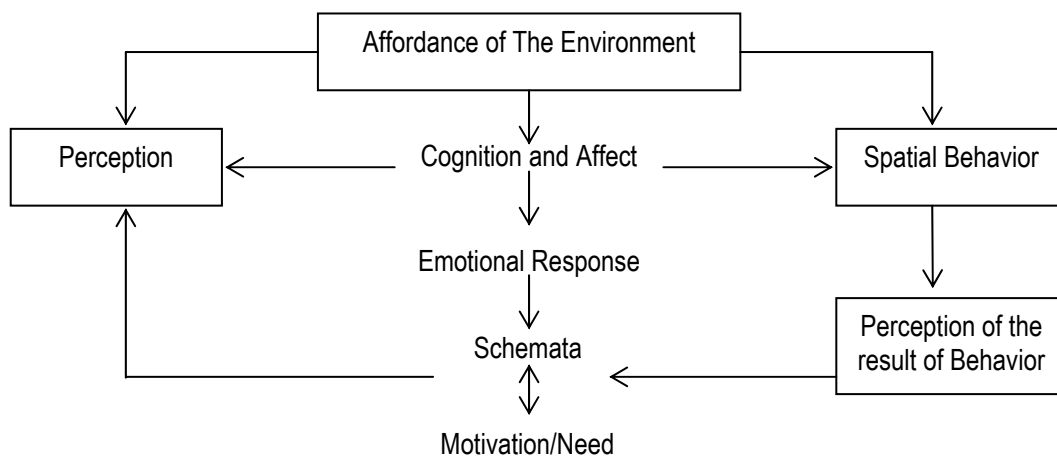 Affordance of The Environment
Perception
Cognition and Affect
Spatial Behavior
Emotional Response
Perception of the
result of Behavior
Schemata
Motivation/Need